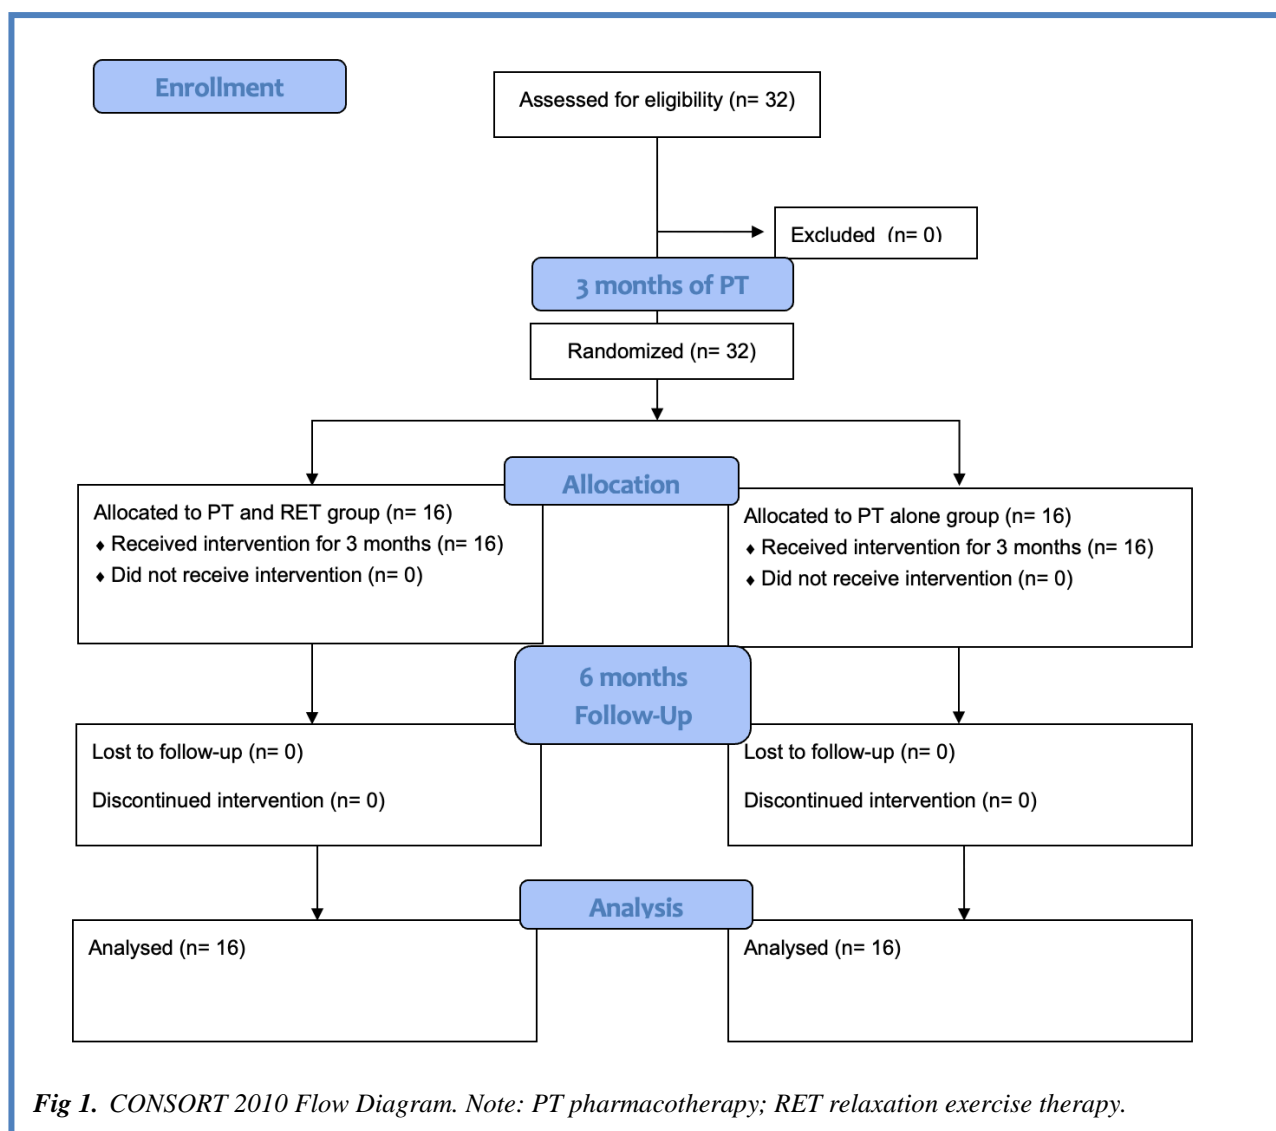 Enrollment
Assessed for eligibility (n= 32)
Excluded (n= 0)
3 months of PT
Randomized (n= 32)
Allocation
Allocated to PT and RET group (n= 16)
♦ Received intervention for 3 months (n= 16)
♦ Did not receive intervention (n= 0)
Allocated to PT alone group (n= 16)
♦ Received intervention for 3 months (n= 16)
♦ Did not receive intervention (n= 0)
6 months
Follow-Up
Lost to follow-up (n= 0)
Discontinued intervention (n= 0)
Lost to follow-up (n= 0)
Discontinued intervention (n= 0)
Analysis
Analysed (n= 16)
Analysed (n= 16)
Fig 1. CONSORT 2010 Flow Diagram. Note: PT pharmacotherapy; RET relaxation exercise therapy.